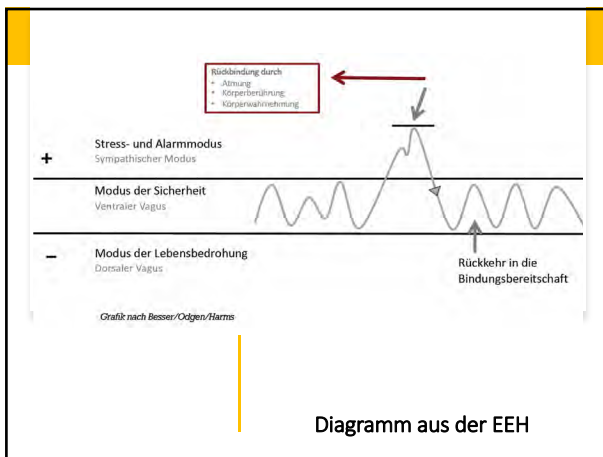 Rückbindung durch
• Atmung
• Körperberührung
• Körperwahrnehmung
+
Stress- und Alarmmodus
Sympathischer Modus
Modus der Sicherheit
Ventraler Vagus
−
Modus der Lebensbedrohung
Dorsaler Vagus
Rückkehr in die
Bindungsbereitschaft
Grafik nach Besser/Odgen/Harms
Diagramm aus der EEH